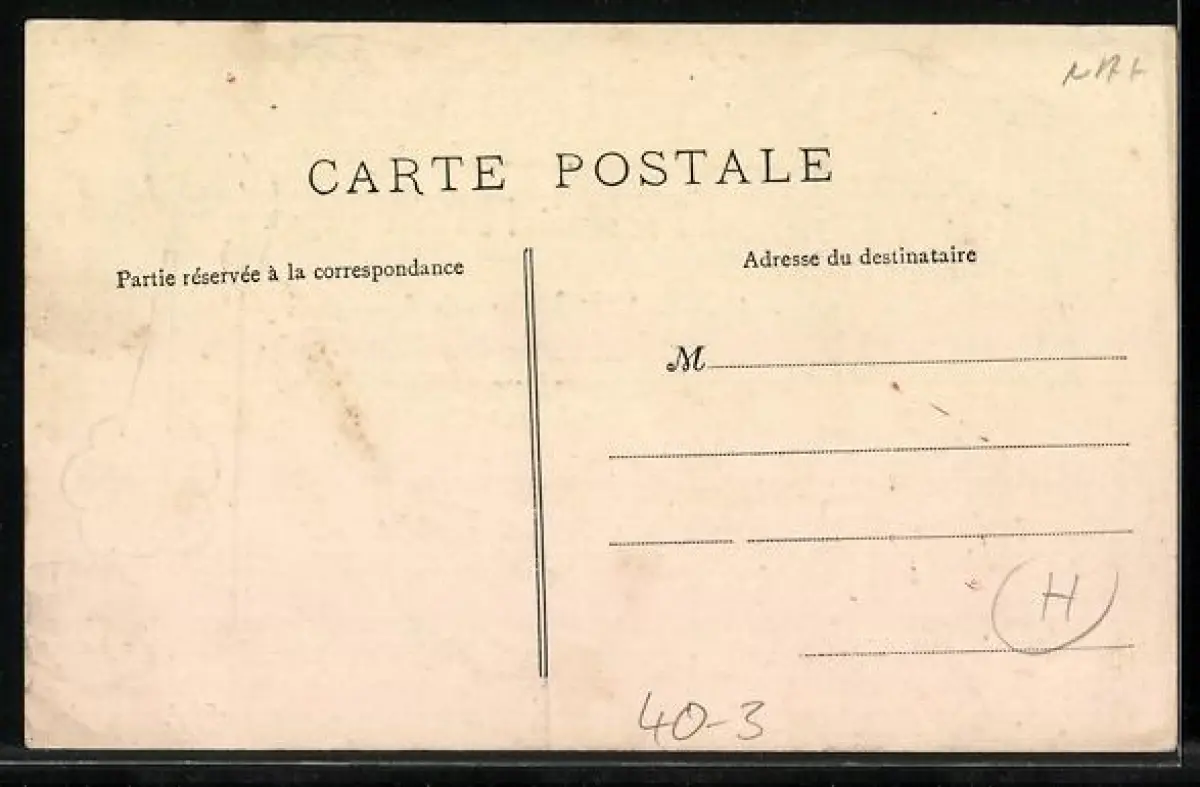 CARTE POSTALE
Partie réservée à la correspondance
Adresse du destinataire
M
H
40-3